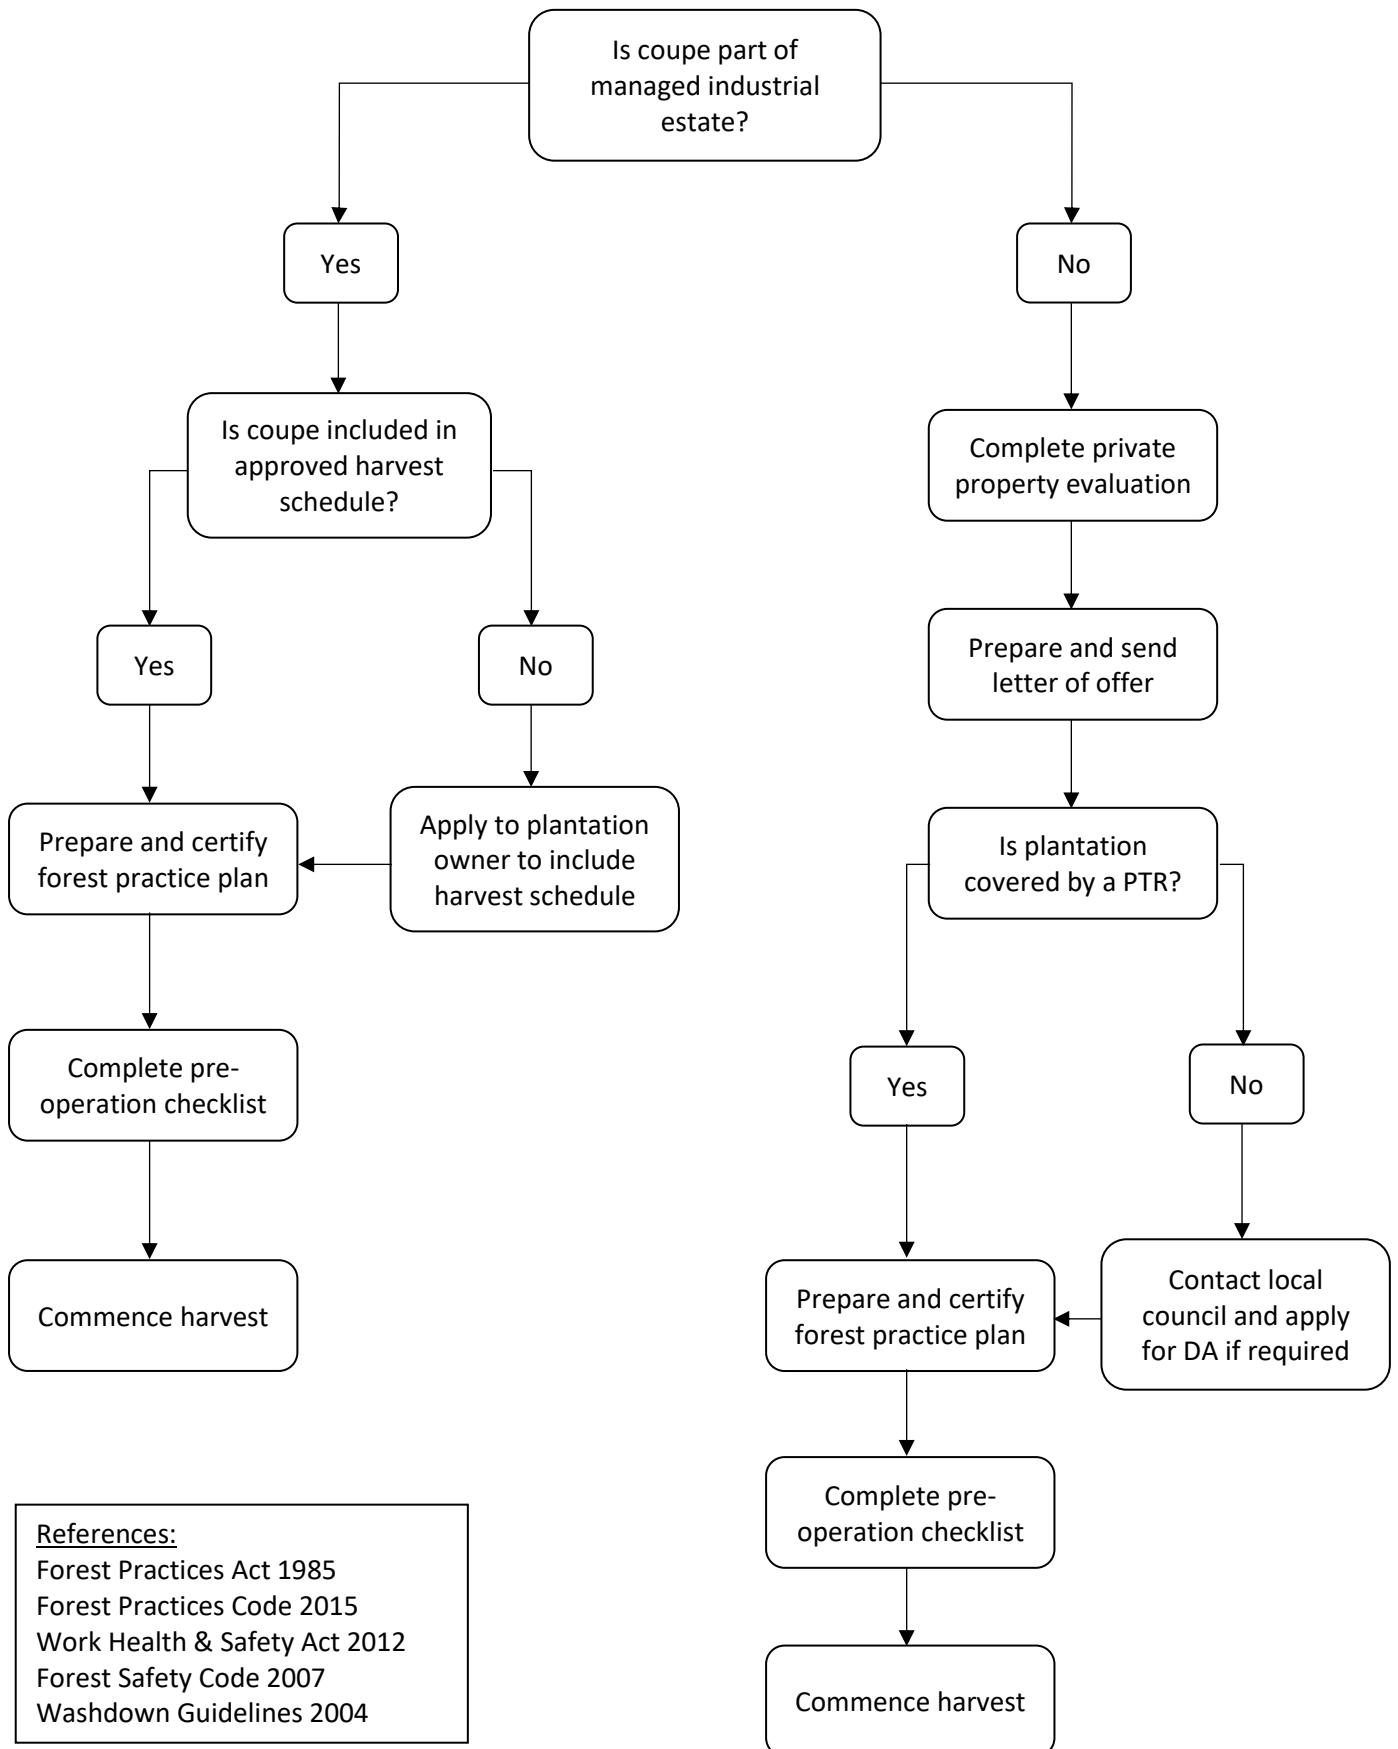 Is coupe part of
managed industrial
estate?
Yes
No
Is coupe included in
approved harvest
schedule?
Complete private
property evaluation
Yes
No
Prepare and send
letter of offer
Prepare and certify
forest practice plan
Apply to plantation
owner to include
harvest schedule
Is plantation
covered by a PTR?
Complete pre-
operation checklist
Yes
No
Commence harvest
Prepare and certify
forest practice plan
Contact local
council and apply
for DA if required
Complete pre-
operation checklist
Commence harvest
References:
Forest Practices Act 1985
Forest Practices Code 2015
Work Health & Safety Act 2012
Forest Safety Code 2007
Washdown Guidelines 2004